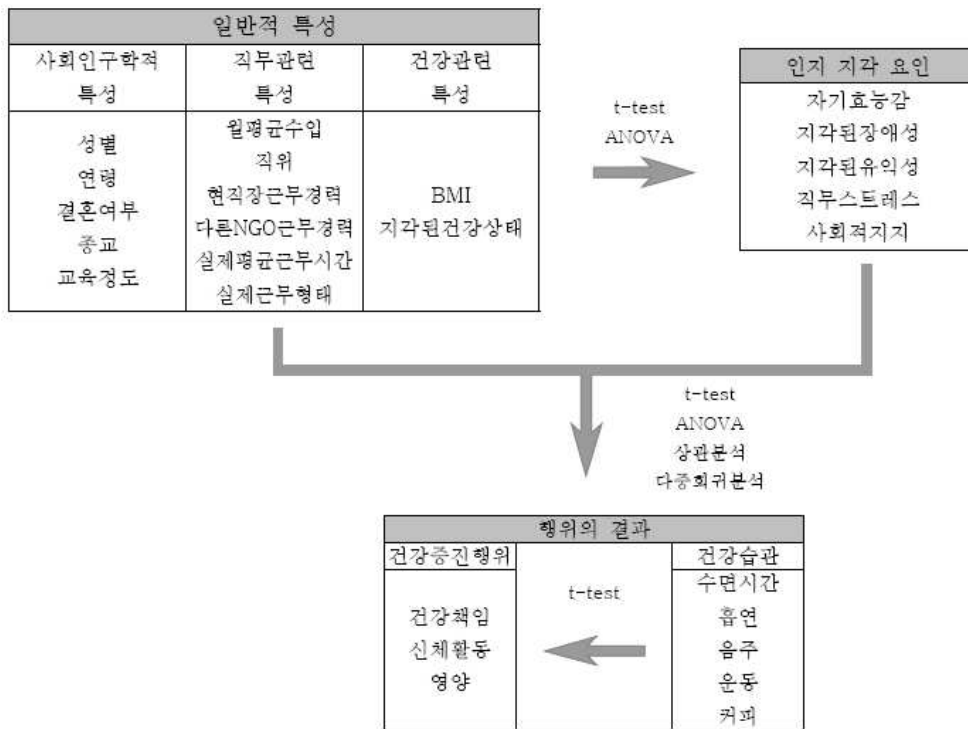 일반적 특성
사회인구학적 특성
직무관련 특성
건강관련 특성
성별
연령
결혼여부
종교
교육정도
월평균수입
직위
현직장근무경력
다른NGO근무경력
실제평균근무시간
실제근무형태
BMI
지각된건강상태
t-test
ANOVA
인지 지각 요인
자기효능감
지각된장애성
지각된유익성
직무스트레스
사회적지지
t-test
ANOVA
상관분석
다중회귀분석
행위의 결과
건강증진행위
건강책임
신체활동
영양
t-test
건강습관
수면시간
흡연
음주
운동
커피